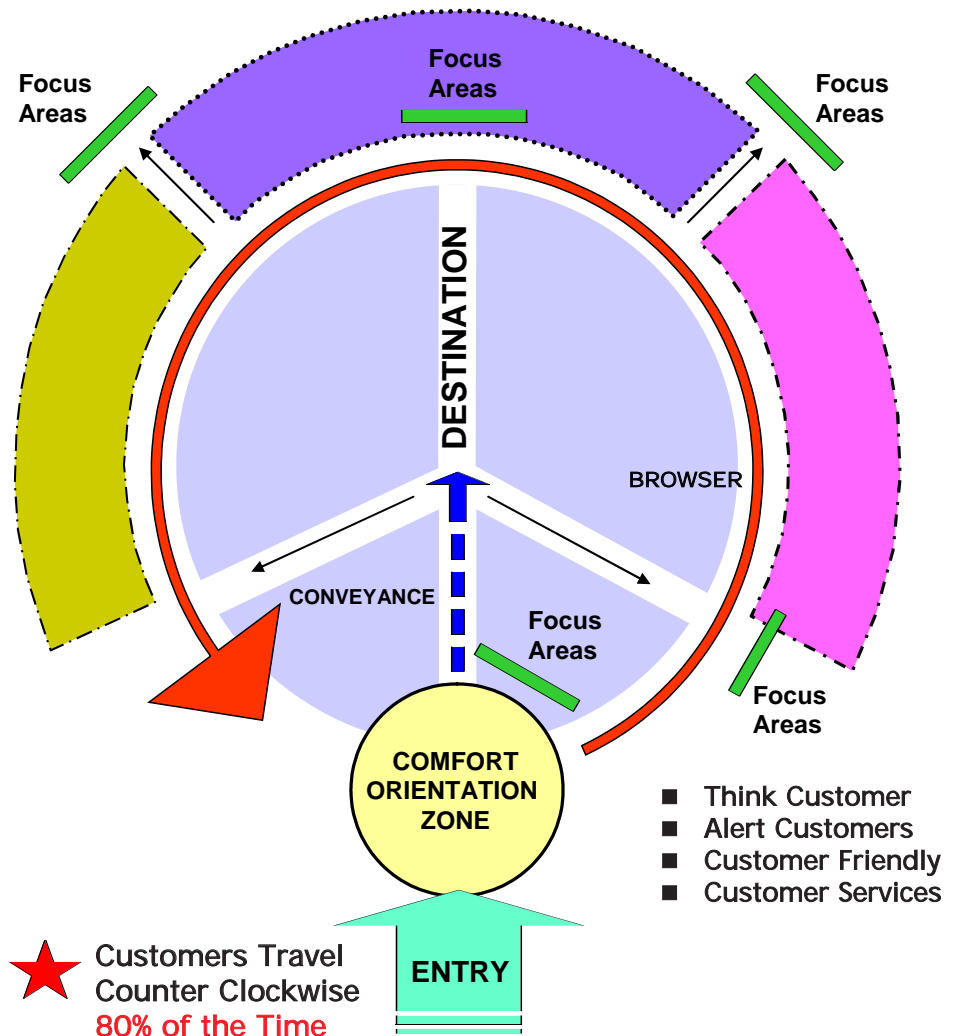 Focus
Areas
Focus
Areas
Focus
Areas
DESTINATION
BROWSER
CONVEYANCE
Focus
Areas
Focus
Areas
COMFORT
ORIENTATION
ZONE
■ Think Customer
■ Alert Customers
■ Customer Friendly
■ Customer Services
ENTRY
Customers Travel
Counter Clockwise
80% of the Time